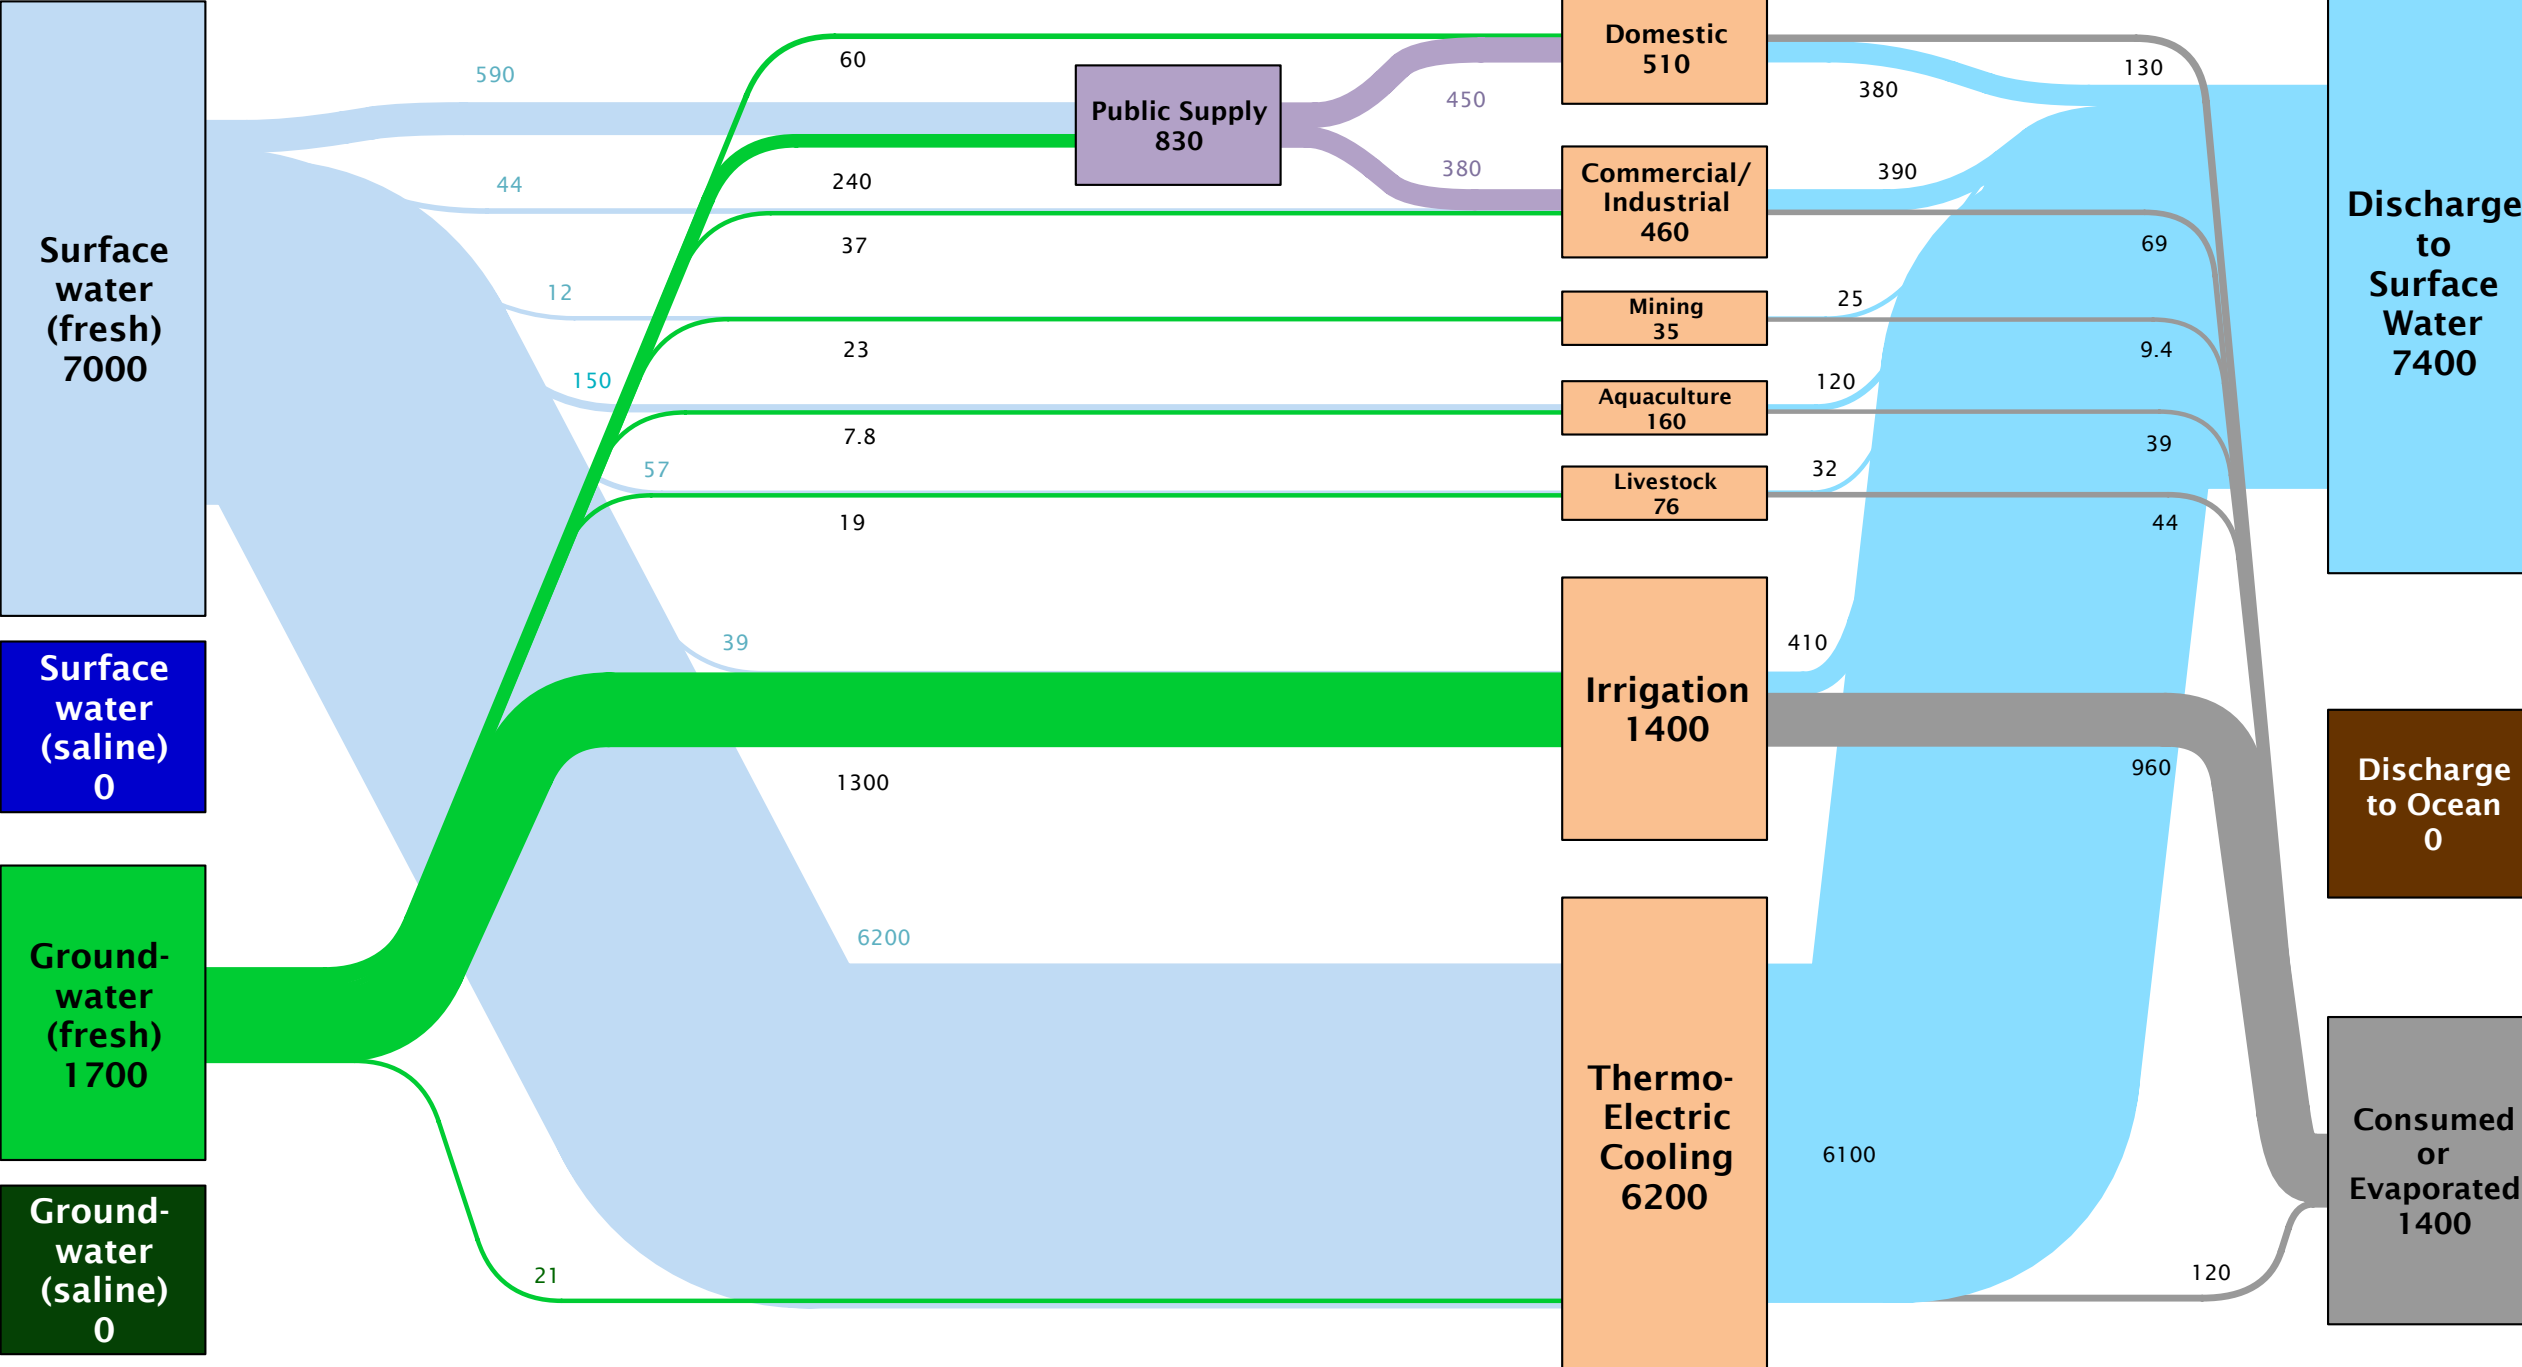 Surface
water
(fresh)
7000
Surface
water
(saline)
0
Ground-
water
(fresh)
1700
Ground-
water
(saline)
0
590
44
12
150
57
39
6200
21
60
240
37
23
7.8
19
1300
Public Supply
830
450
380
Domestic
510
Commercial/
Industrial
460
Mining
35
Aquaculture
160
Livestock
76
Irrigation
1400
Thermo-
Electric
Cooling
6200
380
390
25
120
32
410
6100
130
69
9.4
39
44
960
120
Discharge
to
Surface
Water
7400
Discharge
to Ocean
0
Consumed
or
Evaporated
1400